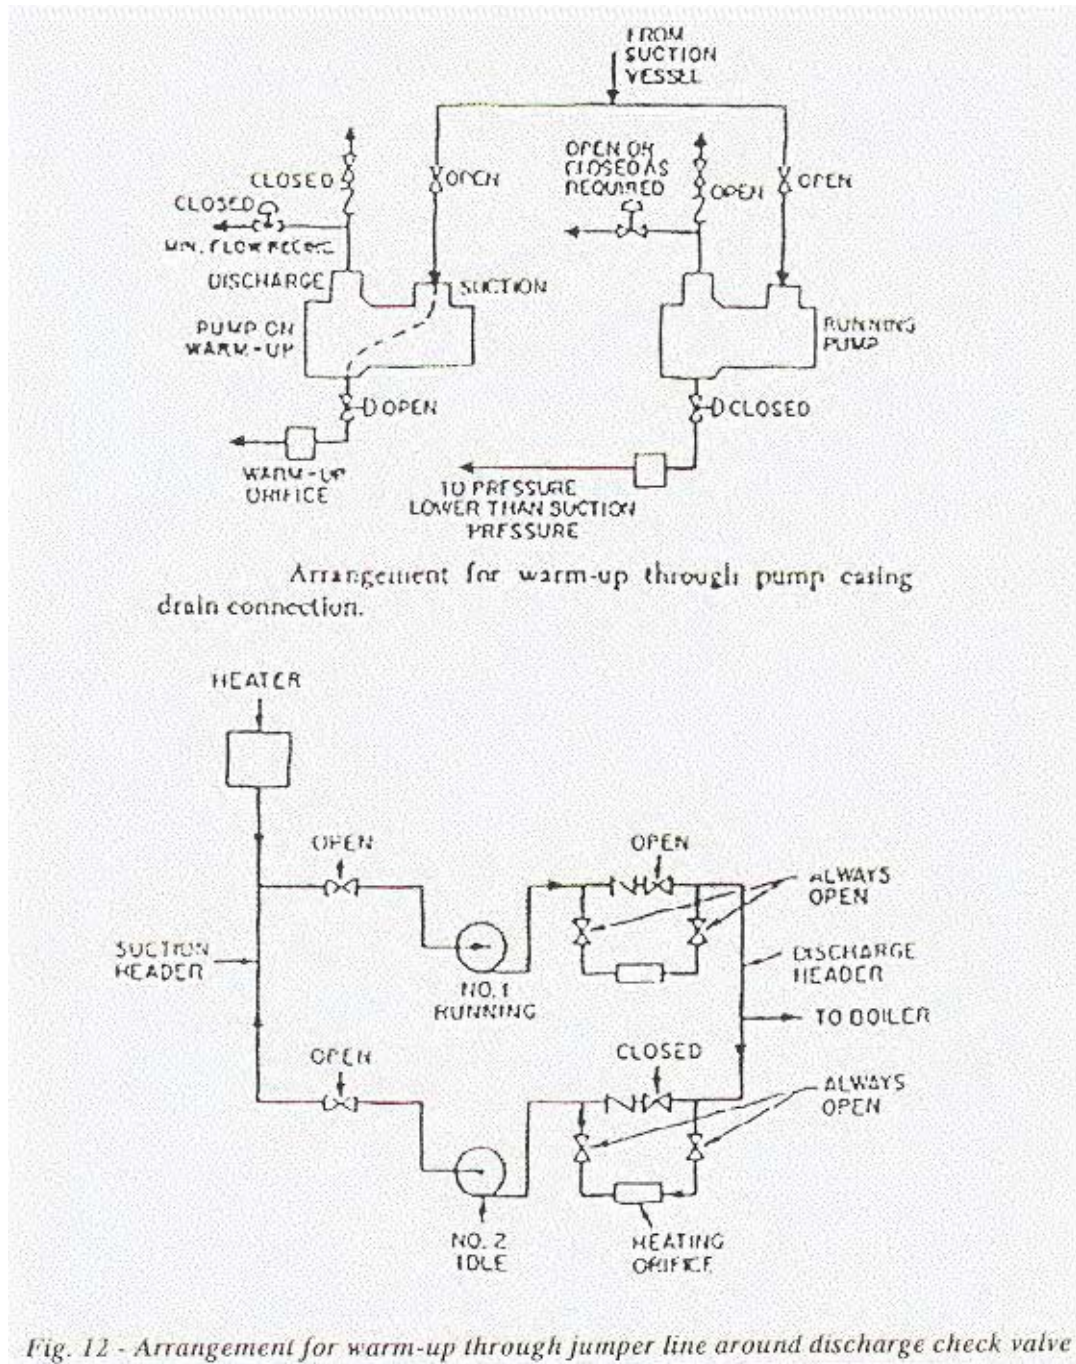 FROM
SUCTION
VESSEL
OPEN OR
CLOSED AS
REQUIRED
CLOSED
OPEN
OPEN
OPEN
CLOSED
MIN. FLOW RECIRC
DISCHARGE
SUCTION
PUMP ON
WARM-UP
RUNNING
PUMP
OPEN
CLOSED
WARM-UP
ORIFICE
TO PRESSURE
LOWER THAN SUCTION
PRESSURE
Arrangement for warm-up through pump casing
drain connection.
HEATER
OPEN
OPEN
ALWAYS
OPEN
SUCTION
HEADER
DISCHARGE
HEADER
NO. 1
RUNNING
TO BOILER
OPEN
CLOSED
ALWAYS
OPEN
NO. 2
IDLE
HEATING
ORIFICE
Fig. 12 - Arrangement for warm-up through jumper line around discharge check valve